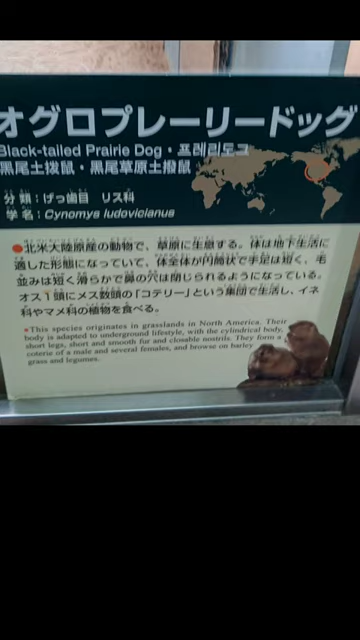 オグロプレーリードッグ
Black-tailed Prairie Dog・프레리도그
黒尾土拨鼠・黒尾草原土撥鼠
分類：げっ歯目 リス科
学名：Cynomys ludovicianus
●北米大陸原産の動物で、草原に生息する。体は地下生活に
適した形態になっていて、体全体が円筒状で手足は短く、毛
並みは短く滑らかで鼻の穴は閉じられるようになっている。
オス1頭にメス数頭の「コテリー」という集団で生活し、イネ
科やマメ科の植物を食べる。
●This species originates in grasslands in North America. Their
body is adapted to underground lifestyle, with the cylindrical body,
short legs, short and smooth fur and closable nostrils. They form a
coterie of a male and several females, and browse on barley
grass and legumes.